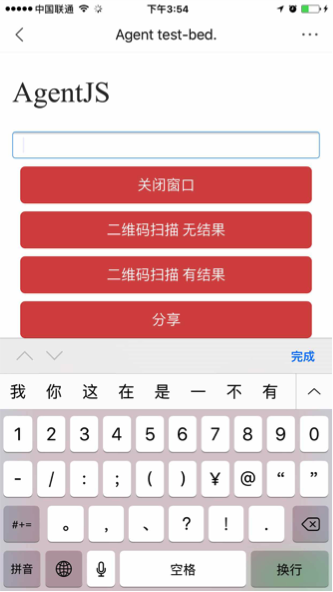 中国联通 下午3:54
Agent test-bed.
AgentJS
关闭窗口
二维码扫描 无结果
二维码扫描 有结果
分享
完成
我 你 这 在 是 一 不 有
1 2 3 4 5 6 7 8 9 0
- / : ; ( ) ¥ @ “ ”
#+= 。 , 、 ? ! .
拼音 空格 换行